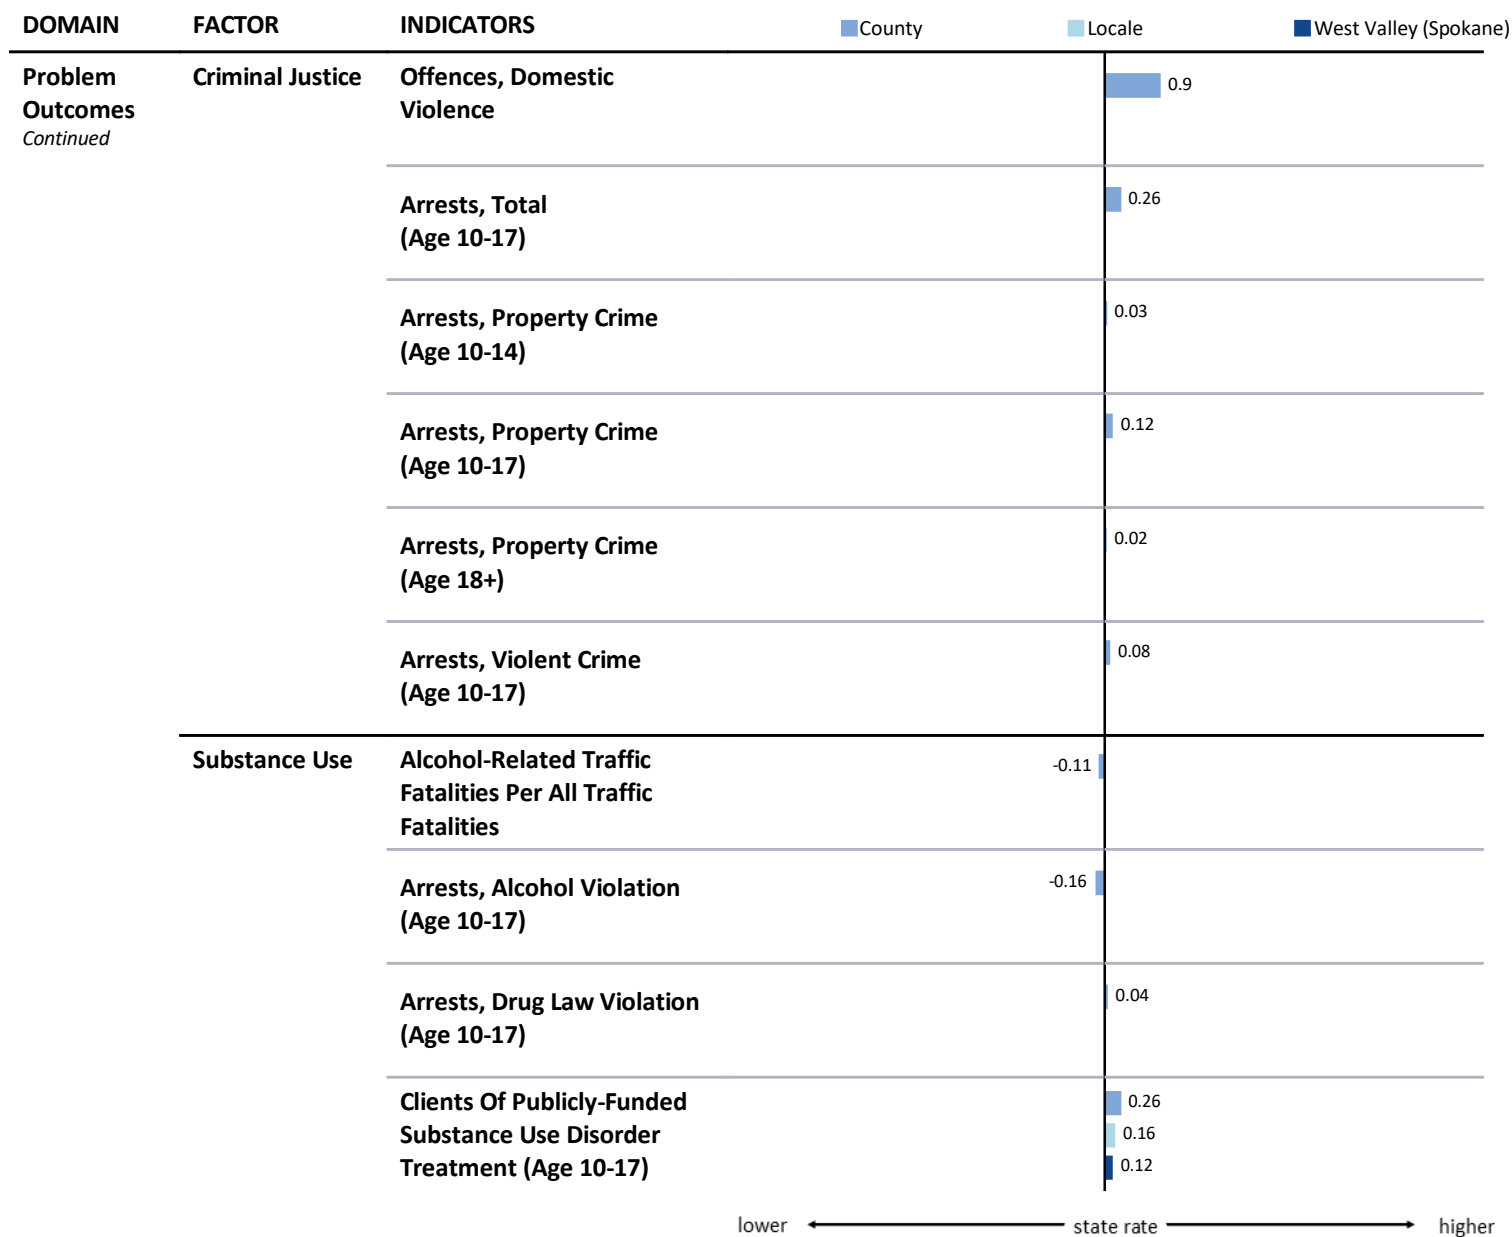 DOMAIN FACTOR INDICATORS County Locale West Valley (Spokane)
Problem Criminal Justice Offences, Domestic
Outcomes Violence 0.9
Continued
Arrests, Total 0.26
(Age 10-17)
Arrests, Property Crime 0.03
(Age 10-14)
Arrests, Property Crime 0.12
(Age 10-17)
Arrests, Property Crime 0.02
(Age 18+)
Arrests, Violent Crime 0.08
(Age 10-17)
Substance Use Alcohol-Related Traffic -0.11
Fatalities Per All Traffic
Fatalities
Arrests, Alcohol Violation -0.16
(Age 10-17)
Arrests, Drug Law Violation 0.04
(Age 10-17)
Clients Of Publicly-Funded 0.26
Substance Use Disorder 0.16
Treatment (Age 10-17) 0.12
lower state rate higher